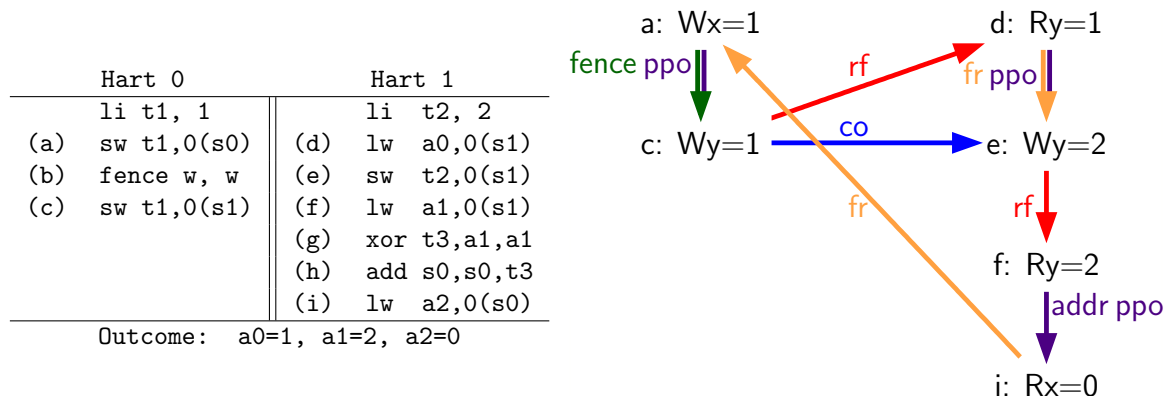 Hart 0 Hart 1
li t1, 1 li t2, 2
(a) sw t1,0(s0) (d) lw a0,0(s1)
(b) fence w, w (e) sw t2,0(s1)
(c) sw t1,0(s1) (f) lw a1,0(s1)
(g) xor t3,a1,a1
(h) add s0,s0,t3
(i) lw a2,0(s0)
Outcome: a0=1, a1=2, a2=0
a: Wx=1 d: Ry=1
fence ppo rf fr ppo
co
c: Wy=1 e: Wy=2
fr rf
f: Ry=2
addr ppo
i: Rx=0